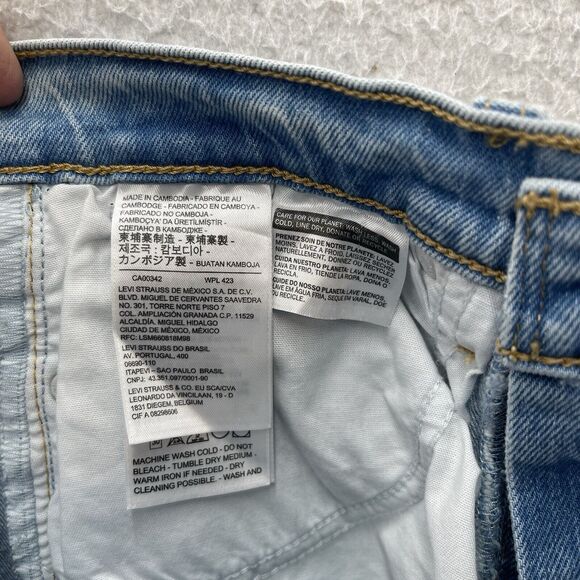 MADE IN CAMBODIA - FABRIQUE AU
CAMBODGE - FABRICADO EN CAMBOYA -
FABRICADO NO CAMBOJA -
KAMBOÇYA' DA ÜRETİLMİŞTİR -
СДЕЛАНО В КАМБОДЖЕ -
東埔寨制造 - 柬埔寨製 -
제조국 : 캄보디아 -
カンボジア製 - BUATAN KAMBOJA
CA00342 WPL 423
LEVI STRAUSS DE MÉXICO S.A. DE C.V.
BLVD. MIGUEL DE CERVANTES SAAVEDRA
NO. 301, TORRE NORTE PISO 7
COL. AMPLIACIÓN GRANADA C.P. 11529
ALCALDÍA. MIGUEL HIDALGO
CIUDAD DE MÉXICO, MÉXICO
RFC: LSM660818M98
LEVI STRAUSS DO BRASIL
AV. PORTUGAL, 400
06690-110
ITAPEVI – SAO PAULO BRASIL
CNPJ: 43.351.097/0001-90
LEVI STRAUSS & CO. EU SCA/CVA
LEONARDO DA VINCILAAN, 19 - D
1831 DIEGEM, BELGIUM
CIF A 08298606
MACHINE WASH COLD - DO NOT
BLEACH - TUMBLE DRY MEDIUM -
WARM IRON IF NEEDED - DRY
CLEANING POSSIBLE. - WASH AND
CARE FOR OUR PLANET: WASH LESS, WASH
COLD, LINE DRY, DONATE OR RECYCLE.
PRENEZ SOIN DE NOTRE PLANÈTE: LAVEZ
MOINS, LAVEZ À FROID, LAISSEZ SÉCHER
SUSPENDU, DONNEZ OU RECYCLEZ.
CUIDA NUESTRO PLANETA: LAVA MENOS,
LAVA EN FRÍO, TIENDE LA ROPA, DONA O
RECICLA.
CUIDE DO NOSSO PLANETA: LAVE MENOS,
LAVE EM ÁGUA FRIA, SEQUE EM VARAL, DOE
OU RECICLE.